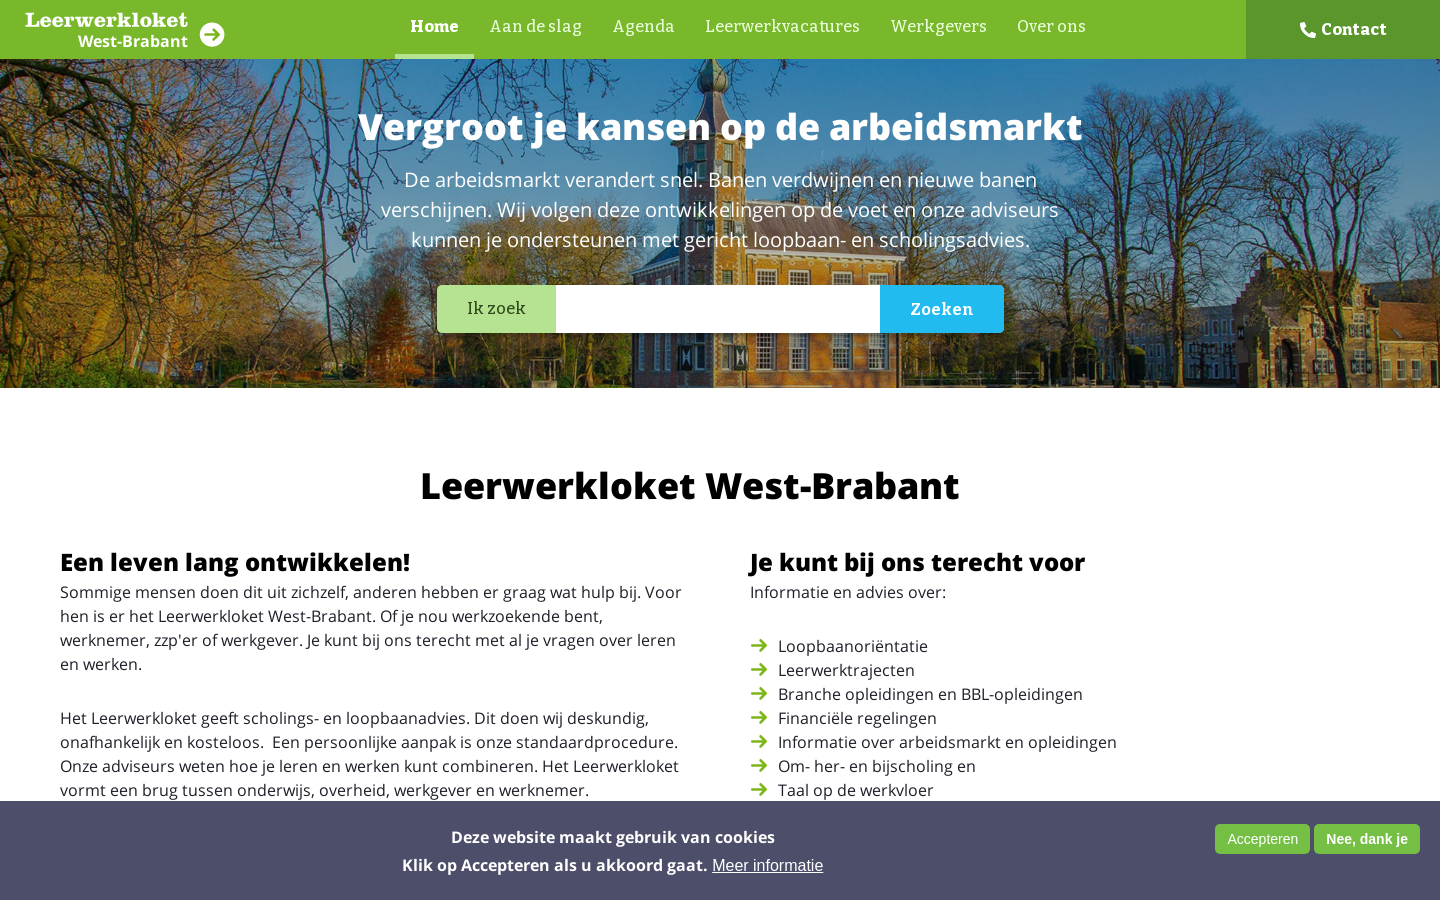 Leerwerkloket
West-Brabant
Home
Aan de slag
Agenda
Leerwerkvacatures
Werkgevers
Over ons
Contact
Vergroot je kansen op de arbeidsmarkt
De arbeidsmarkt verandert snel. Banen verdwijnen en nieuwe banen
verschijnen. Wij volgen deze ontwikkelingen op de voet en onze adviseurs
kunnen je ondersteunen met gericht loopbaan- en scholingsadvies.
Ik zoek
Zoeken
Leerwerkloket West-Brabant
Een leven lang ontwikkelen!
Sommige mensen doen dit uit zichzelf, anderen hebben er graag wat hulp bij. Voor
hen is er het Leerwerkloket West-Brabant. Of je nou werkzoekende bent,
werknemer, zzp'er of werkgever. Je kunt bij ons terecht met al je vragen over leren
en werken.
Het Leerwerkloket geeft scholings- en loopbaanadvies. Dit doen wij deskundig,
onafhankelijk en kosteloos.  Een persoonlijke aanpak is onze standaardprocedure.
Onze adviseurs weten hoe je leren en werken kunt combineren. Het Leerwerkloket
vormt een brug tussen onderwijs, overheid, werkgever en werknemer.
Je kunt bij ons terecht voor
Informatie en advies over:
Loopbaanoriëntatie
Leerwerktrajecten
Branche opleidingen en BBL-opleidingen
Financiële regelingen
Informatie over arbeidsmarkt en opleidingen
Om- her- en bijscholing en
Taal op de werkvloer
Deze website maakt gebruik van cookies
Klik op Accepteren als u akkoord gaat. Meer informatie
Accepteren
Nee, dank je